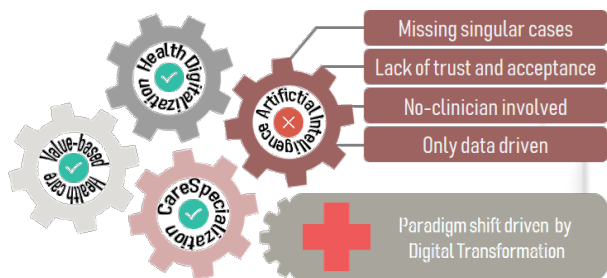 Health Digitalization
Missing singular cases
Lack of trust and acceptance
Artifictial Intelligence
No-clinician involved
Only data driven
Value-based
Health care
CareSpecialization
Paradigm shift driven by
Digital Transformation